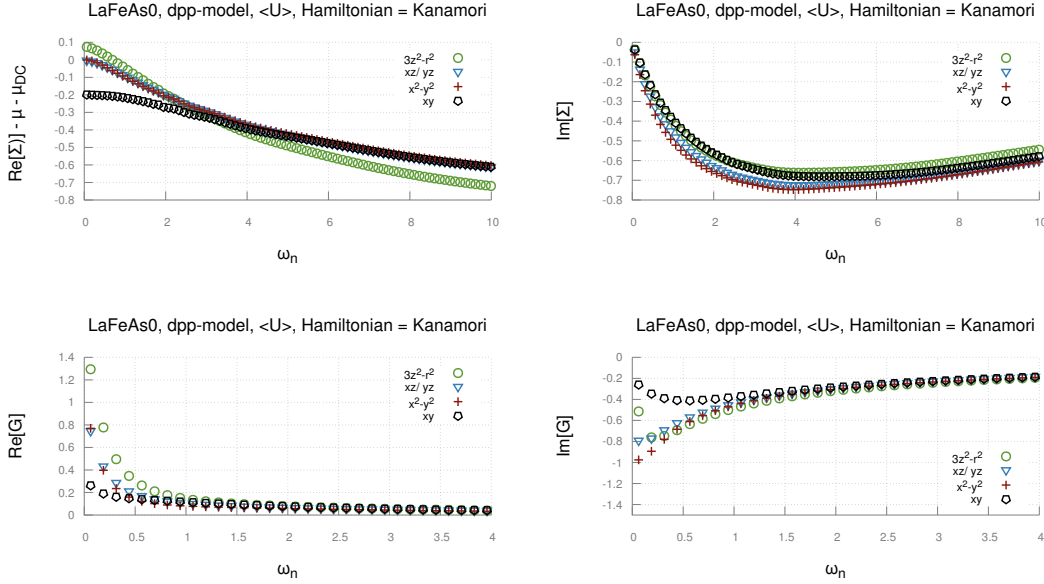 LaFeAs0, dpp-model, <U>, Hamiltonian = Kanamori
Re[Σ)] - μ - μDC
0.1
0
-0.1
-0.2
-0.3
-0.4
-0.5
-0.6
-0.7
-0.8
0 2 4 6 8 10
ωn
3z²-r²
xz/ yz
x²-y²
xy
LaFeAs0, dpp-model, <U>, Hamiltonian = Kanamori
Im[Σ]
0
-0.1
-0.2
-0.3
-0.4
-0.5
-0.6
-0.7
-0.8
0 2 4 6 8 10
ωn
3z²-r²
xz/ yz
x²-y²
xy
LaFeAs0, dpp-model, <U>, Hamiltonian = Kanamori
Re[G]
1.4
1.2
1
0.8
0.6
0.4
0.2
0
0 0.5 1 1.5 2 2.5 3 3.5 4
ωn
3z²-r²
xz/ yz
x²-y²
xy
LaFeAs0, dpp-model, <U>, Hamiltonian = Kanamori
Im[G]
0
-0.2
-0.4
-0.6
-0.8
-1
-1.2
-1.4
0 0.5 1 1.5 2 2.5 3 3.5 4
ωn
3z²-r²
xz/ yz
x²-y²
xy